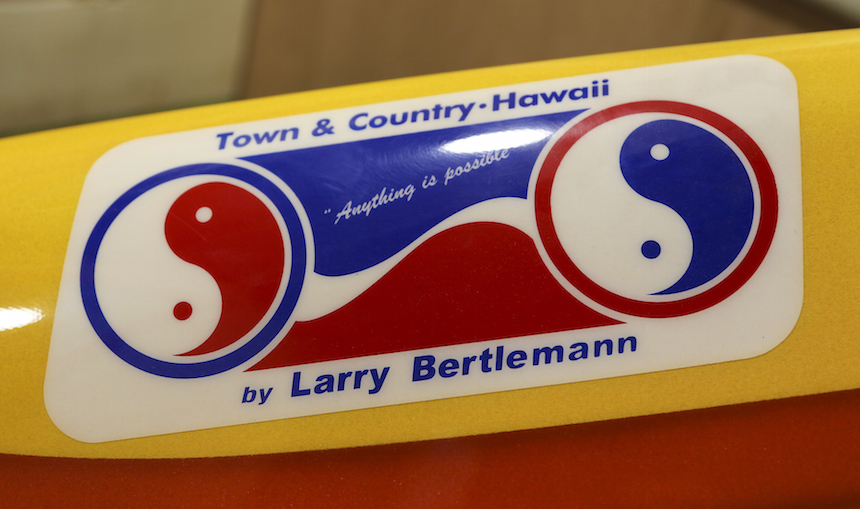 Town & Country • Hawaii
"Anything is possible"
by Larry Bertlemann